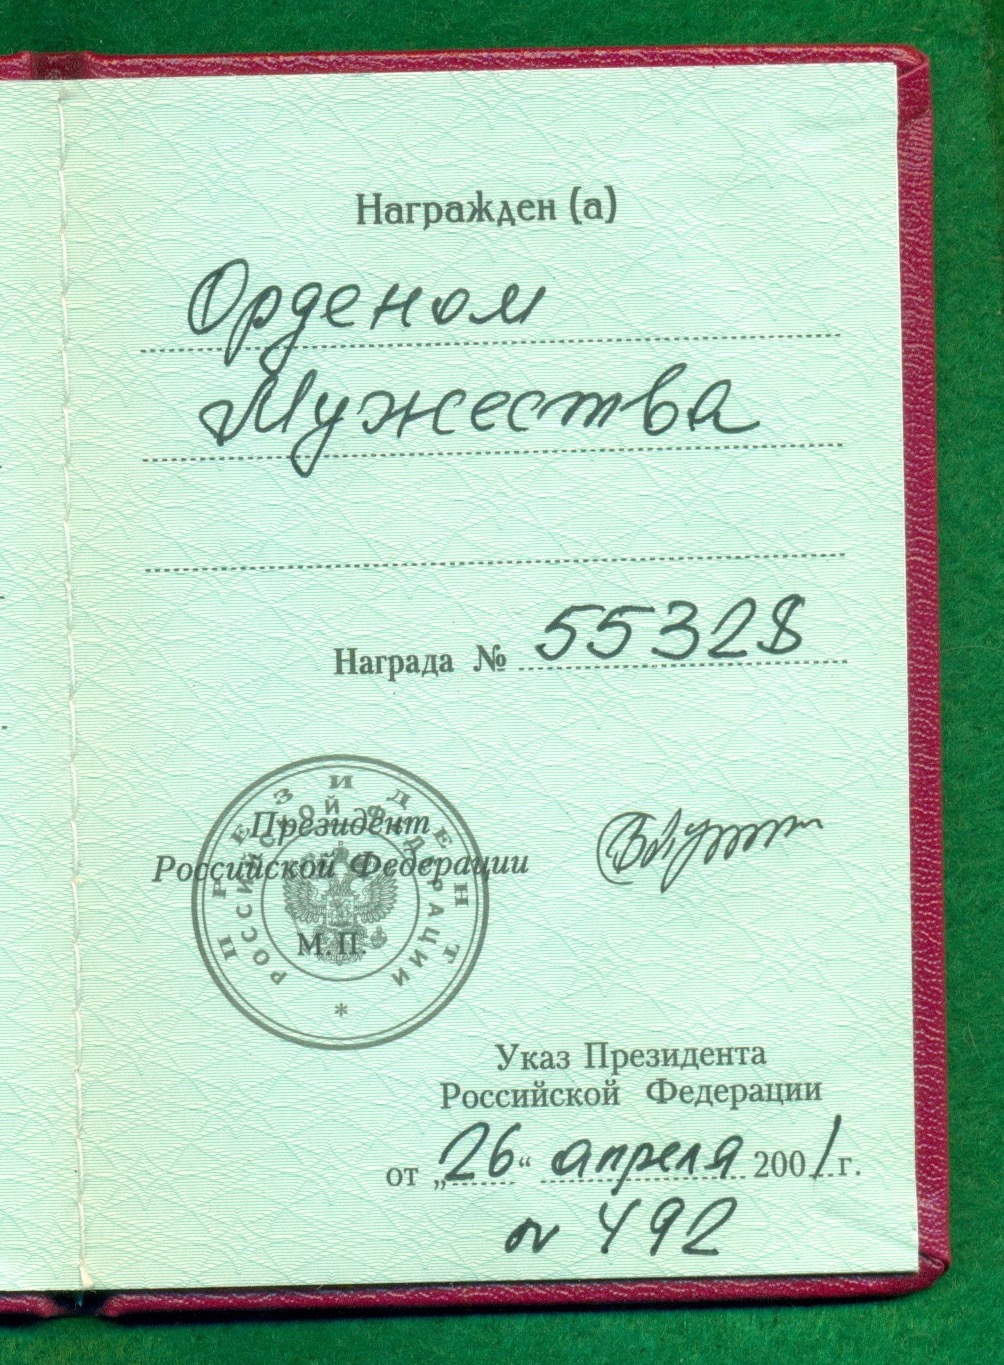 Награжден (а)
Орденом
Мужества
Награда № 55328
ПРЕЗИДЕНТ
РОССИЙСКОЙ ФЕДЕРАЦИИ
*
Президент
Российской Федерации
М.П.
Указ Президента
Российской Федерации
от „26“ апреля 2001 г.
№ 492